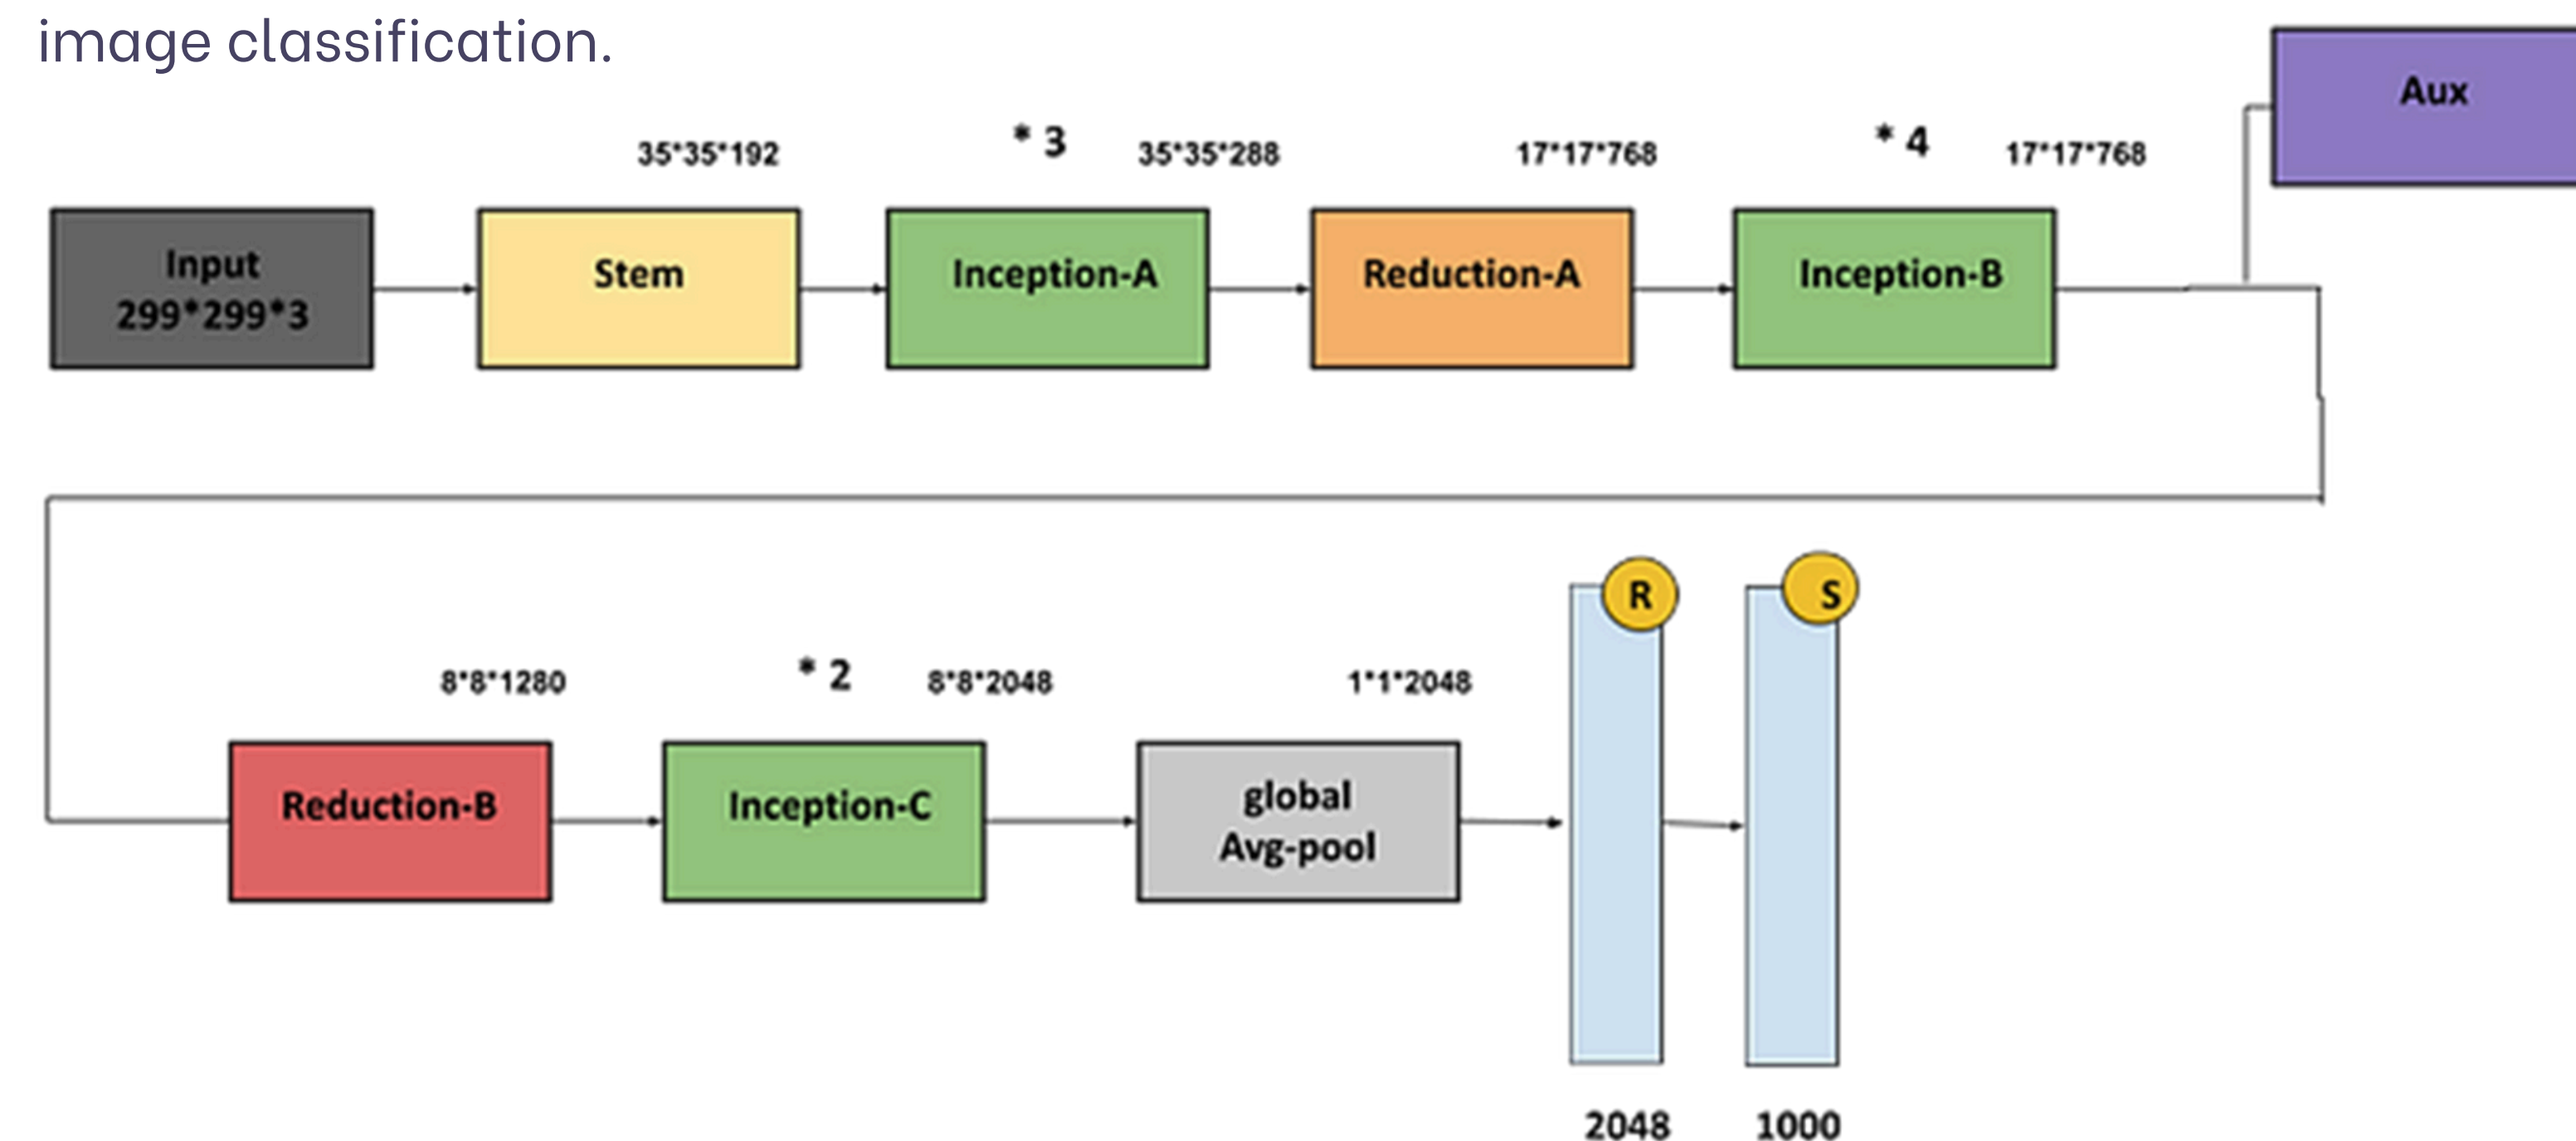 image classification.
Aux
35*35*192
* 3
35*35*288
17*17*768
* 4
17*17*768
Input
299*299*3
Stem
Inception-A
Reduction-A
Inception-B
R
S
8*8*1280
* 2
8*8*2048
1*1*2048
Reduction-B
Inception-C
global
Avg-pool
2048
1000